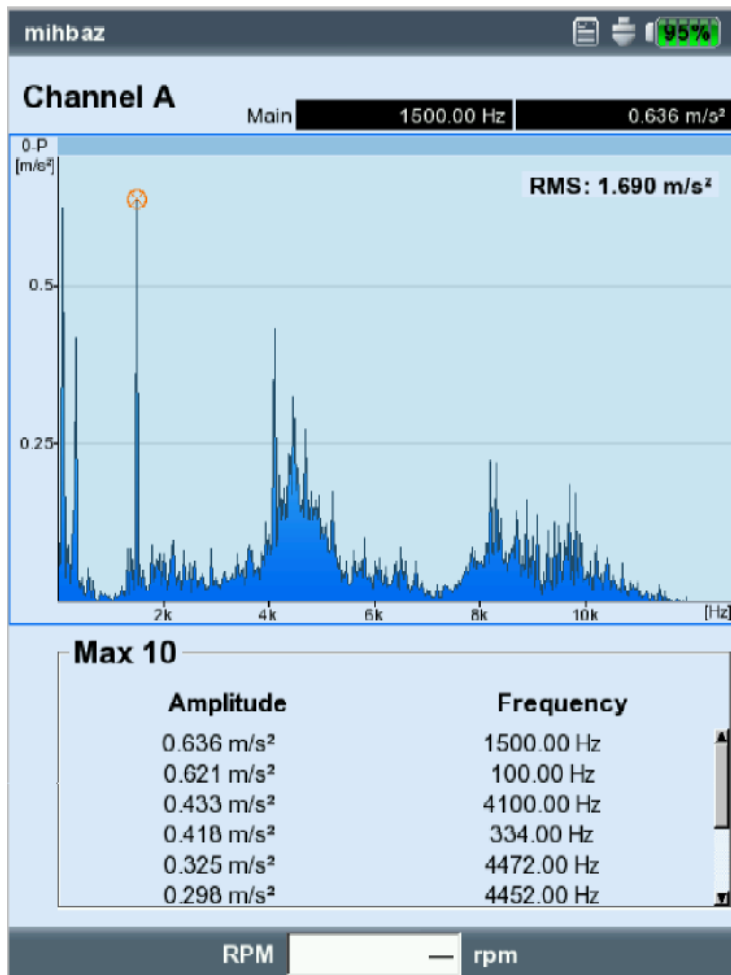 mihbaz 95%
Channel A Main 1500.00 Hz 0.636 m/s²
0-P
[m/s²]
RMS: 1.690 m/s²
0.5
0.25
2k 4k 6k 8k 10k [Hz]
Max 10
Amplitude Frequency
0.636 m/s² 1500.00 Hz
0.621 m/s² 100.00 Hz
0.433 m/s² 4100.00 Hz
0.418 m/s² 334.00 Hz
0.325 m/s² 4472.00 Hz
0.298 m/s² 4452.00 Hz
RPM — rpm